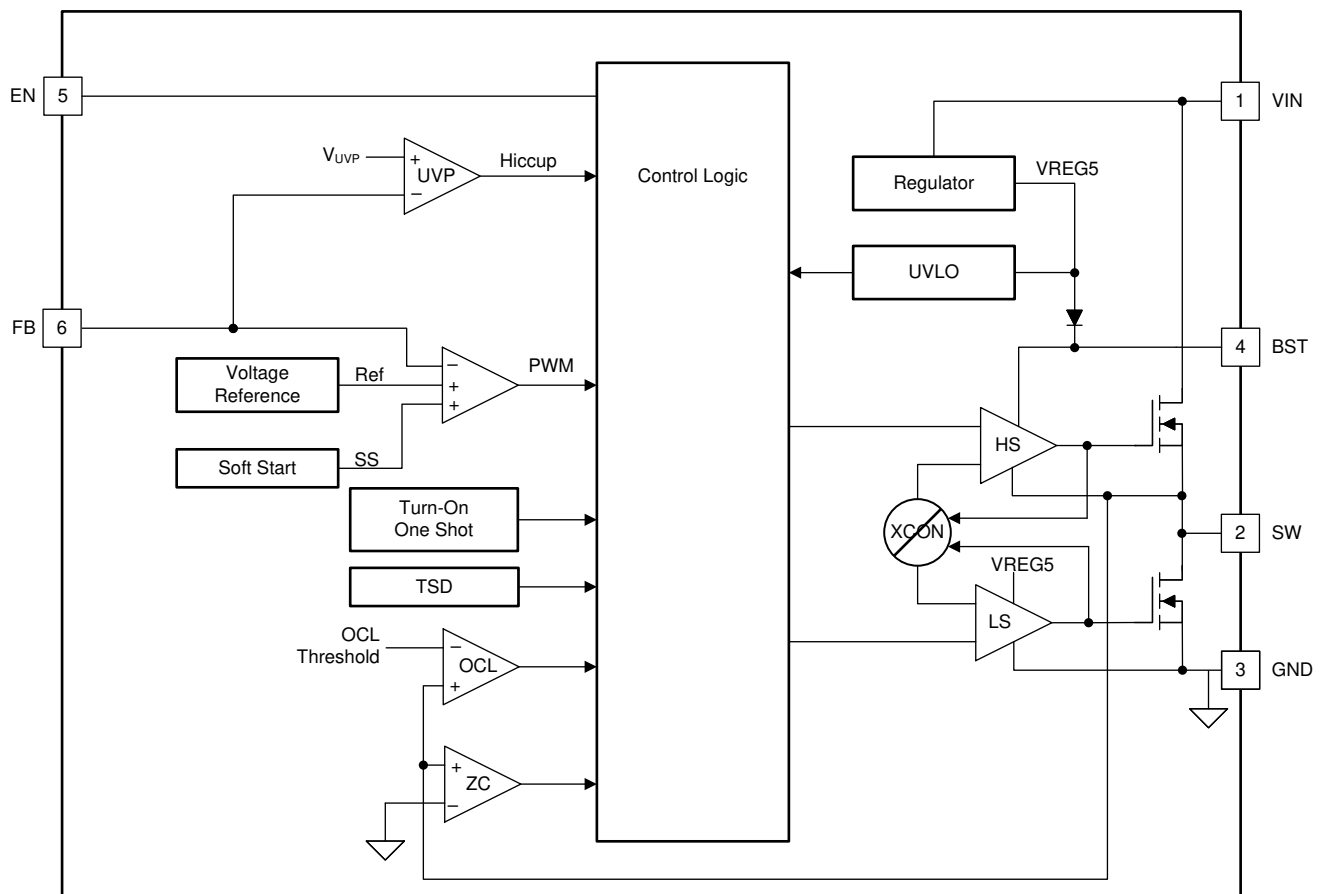 EN
5
1
VIN
VUVP
+
UVP
−
Hiccup
Control Logic
Regulator
VREG5
UVLO
FB
6
4
BST
Voltage
Reference
Ref
−
+
+
PWM
HS
Soft Start
SS
Turn-On
One Shot
XCON
2
SW
TSD
VREG5
LS
OCL
Threshold
−
OCL
+
3
GND
+
ZC
−